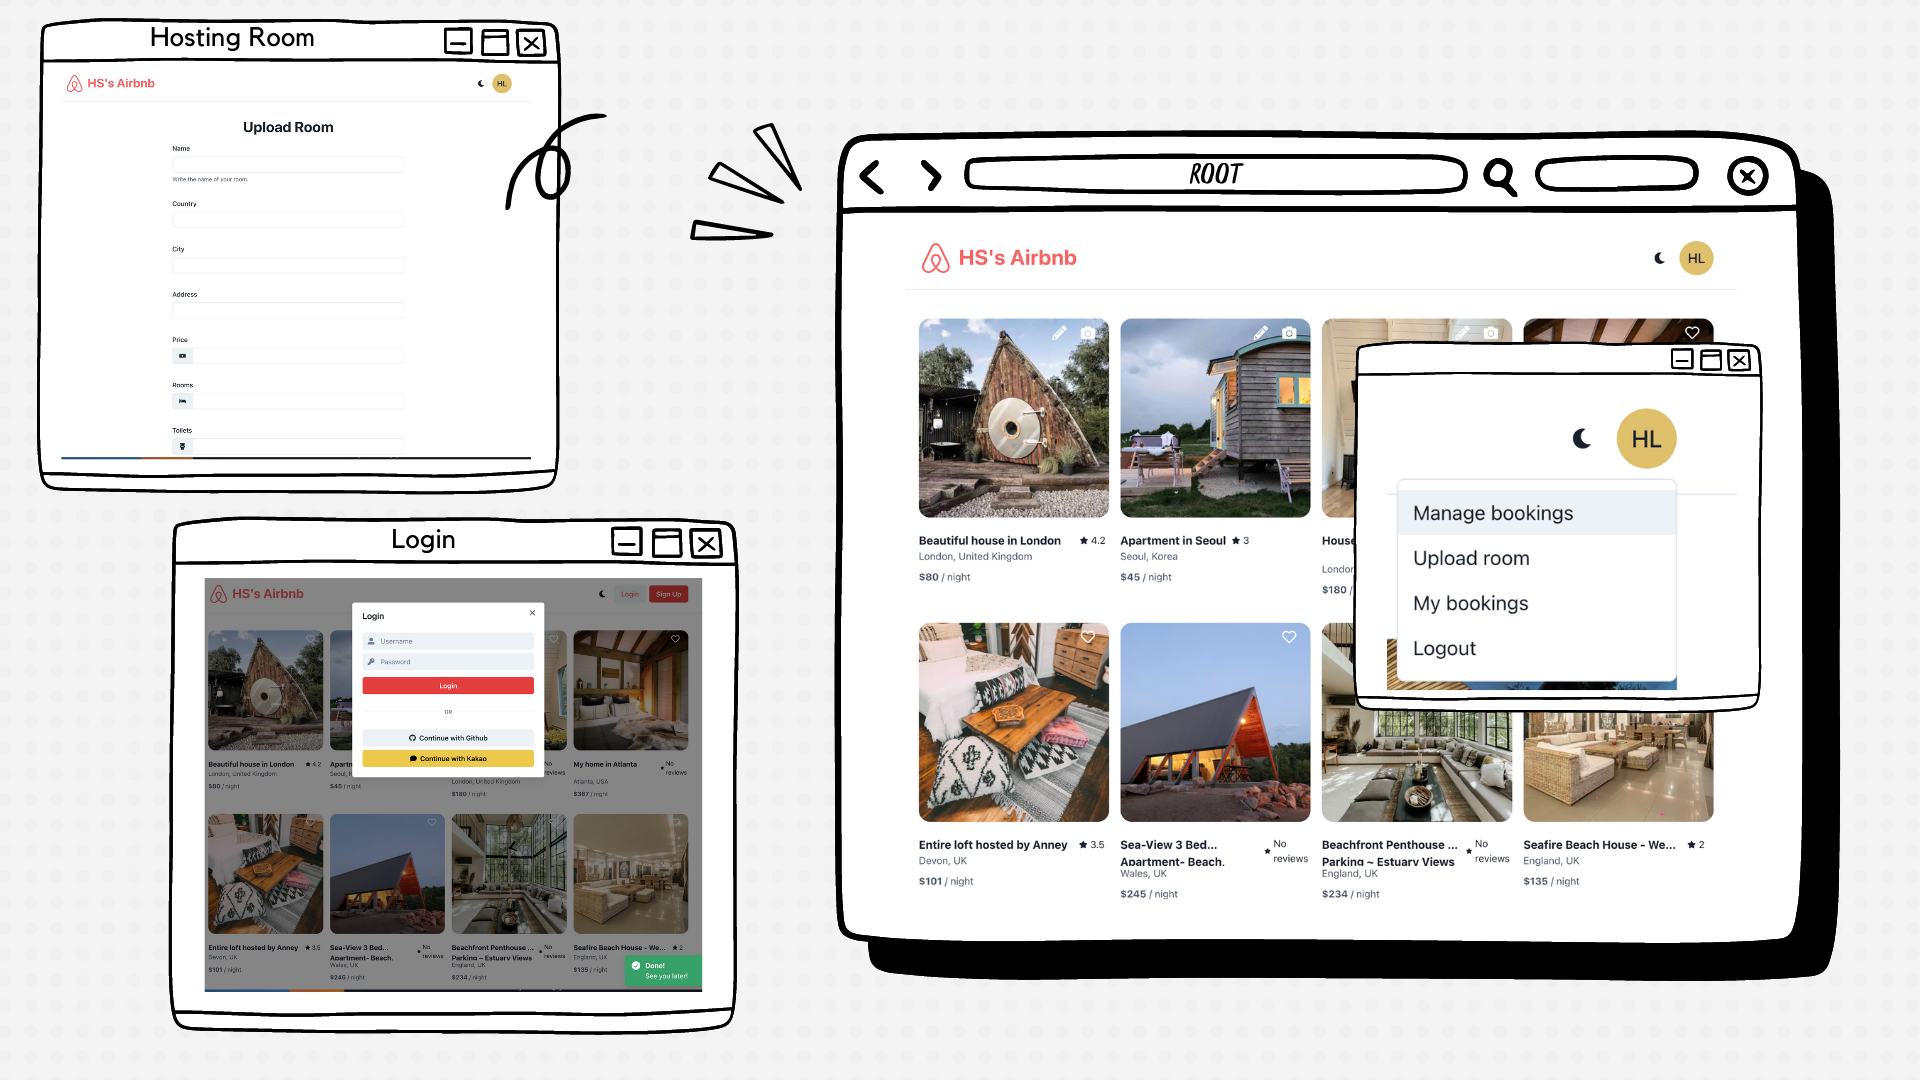 Hosting Room
HS's Airbnb
HL
Upload Room
Name
Write the name of your room.
Country
City
Address
Price
Rooms
Toilets
Login
HS's Airbnb
Login
Sign Up
Login
Username
Password
Login
OR
Continue with Github
Continue with Kakao
Beautiful house in London
4.2
London, United Kingdom
$80 / night
Apart
Seoul, K
$45 / night
No
reviews
London, United Kingdom
$180 / night
My home in Atlanta
No
reviews
Atlanta, USA
$387 / night
Entire loft hosted by Anney
3.5
Devon, UK
$101 / night
Sea-View 3 Bed...
Apartment- Beach.
No
reviews
Wales, UK
$245 / night
Beachfront Penthouse ...
Parking ~ Estuary Views
No
reviews
England, UK
$234 / night
Seafire Beach House - We...
2
England, UK
$135 / night
Done!
See you later!
ROOT
HS's Airbnb
HL
Beautiful house in London
4.2
London, United Kingdom
$80 / night
Apartment in Seoul
3
Seoul, Korea
$45 / night
House
London
$180 /
HL
Manage bookings
Upload room
My bookings
Logout
Entire loft hosted by Anney
3.5
Devon, UK
$101 / night
Sea-View 3 Bed...
Apartment- Beach.
No
reviews
Wales, UK
$245 / night
Beachfront Penthouse ...
Parking ~ Estuary Views
No
reviews
England, UK
$234 / night
Seafire Beach House - We...
2
England, UK
$135 / night